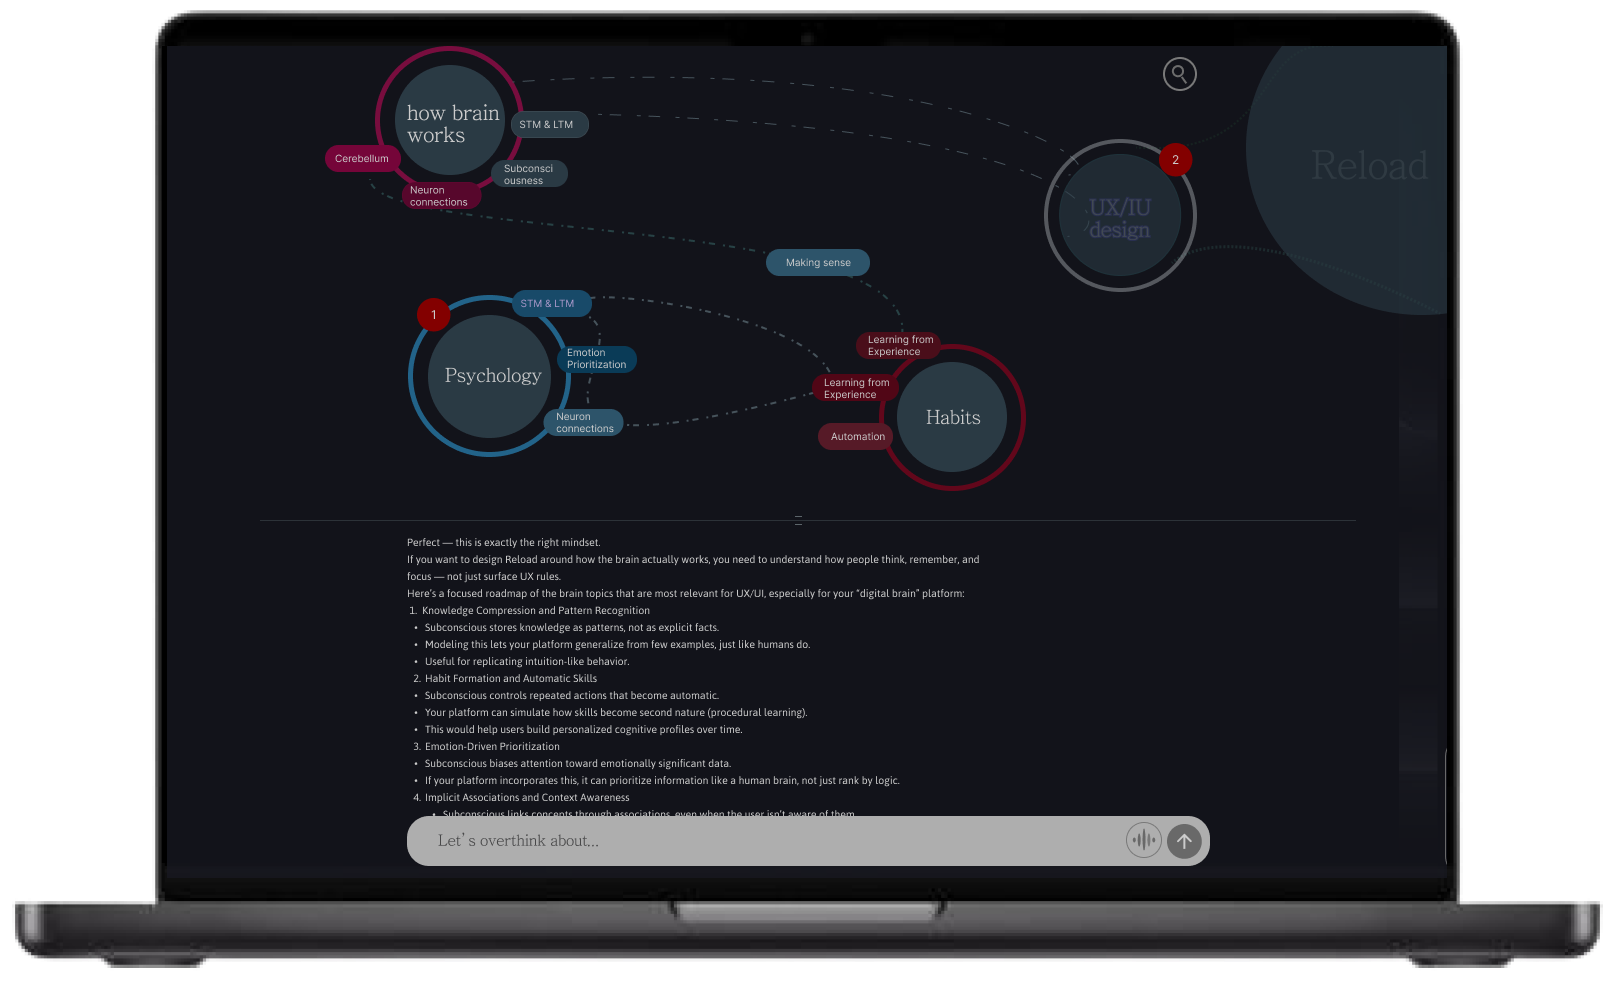 how brain
works
STM & LTM
Cerebellum
Subconsci
ousness
Neuron
connections
2
Reload
UX/IU
design
Making sense
1
STM & LTM
Emotion
Prioritization
Psychology
Neuron
connections
Learning from
Experience
Learning from
Experience
Habits
Automation
Perfect — this is exactly the right mindset.
If you want to design Reload around how the brain actually works, you need to understand how people think, remember, and
focus — not just surface UX rules.
Here's a focused roadmap of the brain topics that are most relevant for UX/UI, especially for your “digital brain” platform:
1. Knowledge Compression and Pattern Recognition
• Subconscious stores knowledge as patterns, not as explicit facts.
• Modeling this lets your platform generalize from few examples, just like humans do.
• Useful for replicating intuition-like behavior.
2. Habit Formation and Automatic Skills
• Subconscious controls repeated actions that become automatic.
• Your platform can simulate how skills become second nature (procedural learning).
• This would help users build personalized cognitive profiles over time.
3. Emotion-Driven Prioritization
• Subconscious biases attention toward emotionally significant data.
• If your platform incorporates this, it can prioritize information like a human brain, not just rank by logic.
4. Implicit Associations and Context Awareness
• Subconscious links concepts through associations, even when the user isn't aware of them.
Let's overthink about...